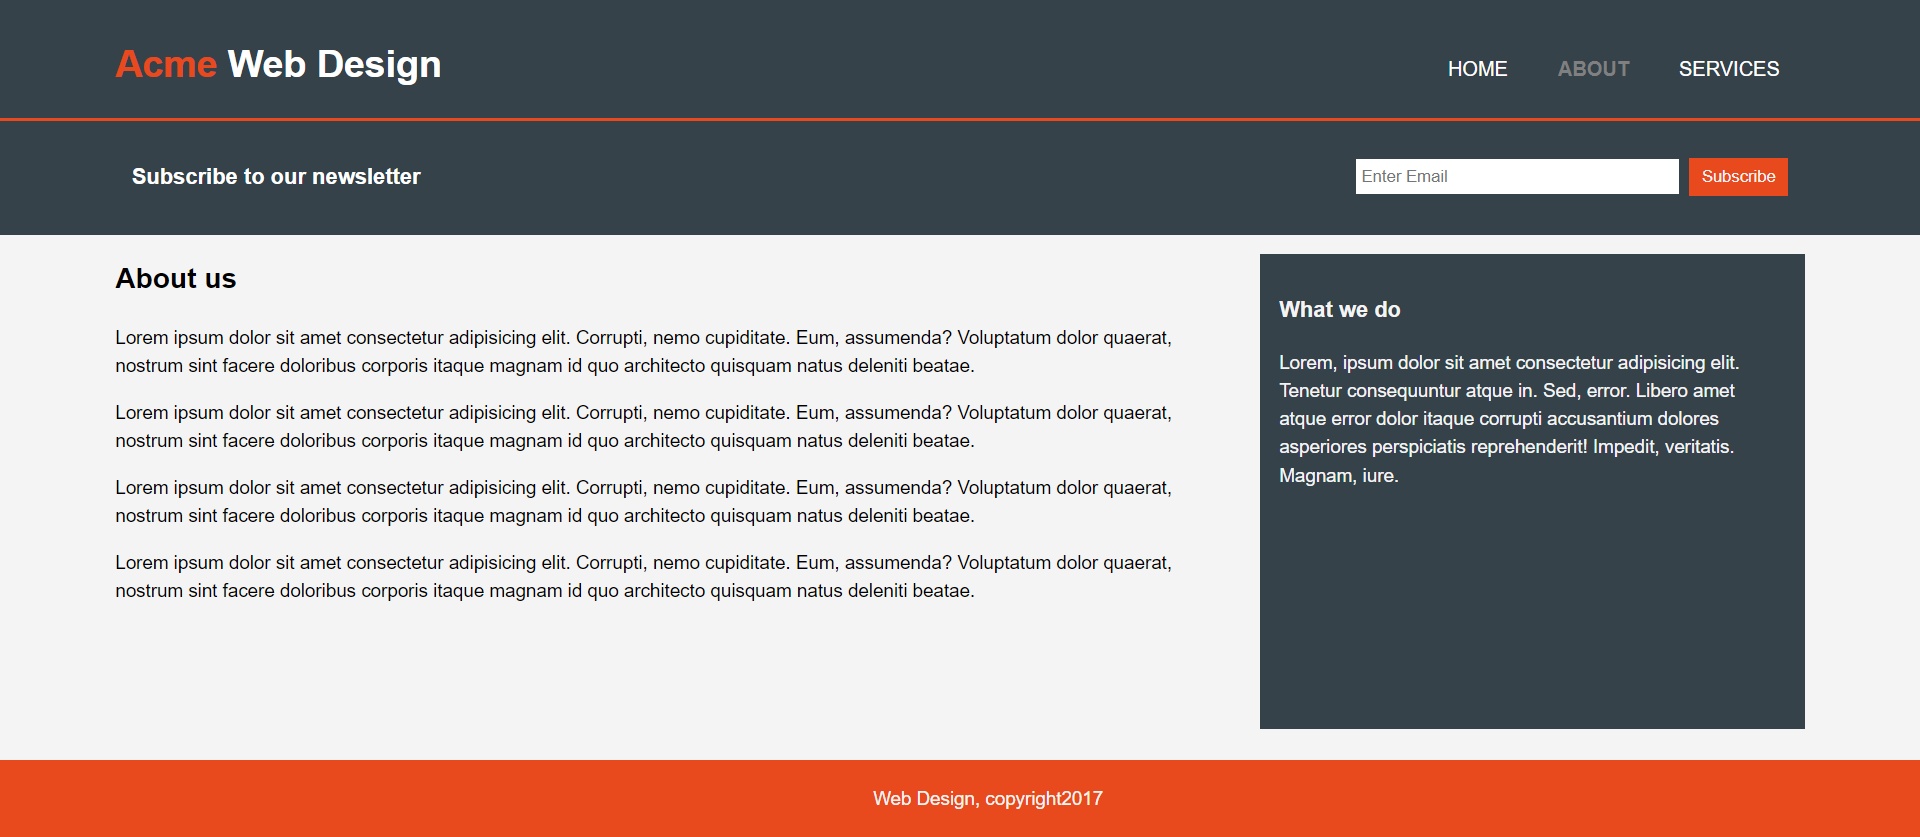 Acme Web Design
HOME ABOUT SERVICES
Subscribe to our newsletter
Enter Email Subscribe
About us
Lorem ipsum dolor sit amet consectetur adipisicing elit. Corrupti, nemo cupiditate. Eum, assumenda? Voluptatum dolor quaerat,
nostrum sint facere doloribus corporis itaque magnam id quo architecto quisquam natus deleniti beatae.
Lorem ipsum dolor sit amet consectetur adipisicing elit. Corrupti, nemo cupiditate. Eum, assumenda? Voluptatum dolor quaerat,
nostrum sint facere doloribus corporis itaque magnam id quo architecto quisquam natus deleniti beatae.
Lorem ipsum dolor sit amet consectetur adipisicing elit. Corrupti, nemo cupiditate. Eum, assumenda? Voluptatum dolor quaerat,
nostrum sint facere doloribus corporis itaque magnam id quo architecto quisquam natus deleniti beatae.
Lorem ipsum dolor sit amet consectetur adipisicing elit. Corrupti, nemo cupiditate. Eum, assumenda? Voluptatum dolor quaerat,
nostrum sint facere doloribus corporis itaque magnam id quo architecto quisquam natus deleniti beatae.
What we do
Lorem, ipsum dolor sit amet consectetur adipisicing elit.
Tenetur consequuntur atque in. Sed, error. Libero amet
atque error dolor itaque corrupti accusantium dolores
asperiores perspiciatis reprehenderit! Impedit, veritatis.
Magnam, iure.
Web Design, copyright2017